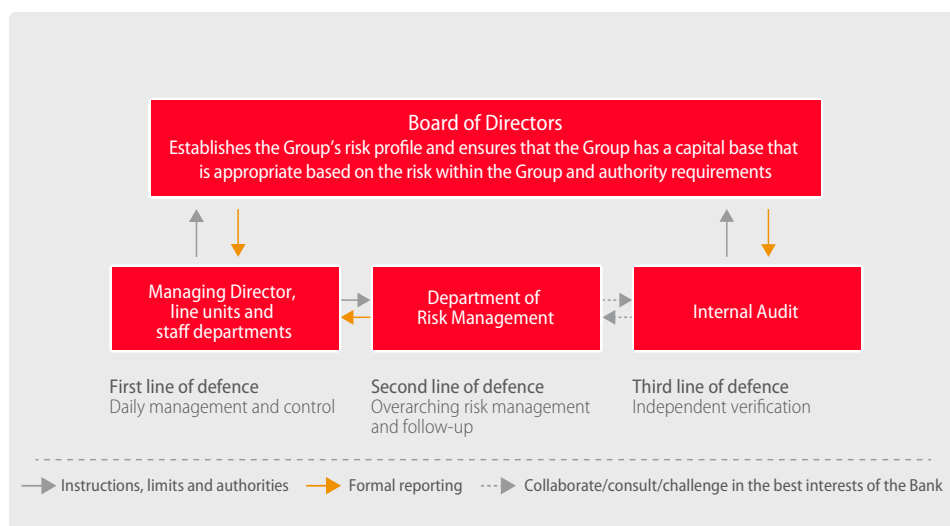 Board of Directors
Establishes the Group's risk profile and ensures that the Group has a capital base that
is appropriate based on the risk within the Group and authority requirements
Managing Director,
line units and
staff departments
Department of
Risk Management
Internal Audit
First line of defence
Daily management and control
Second line of defence
Overarching risk management
and follow-up
Third line of defence
Independent verification
Instructions, limits and authorities
Formal reporting
Collaborate/consult/challenge in the best interests of the Bank